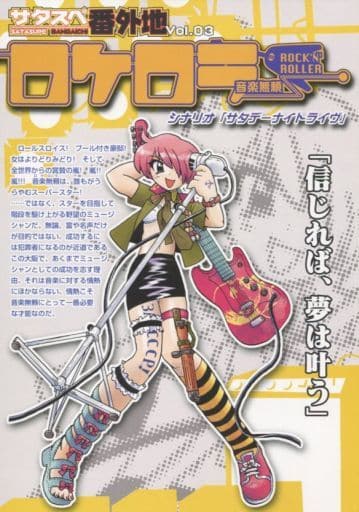 サタスペ 番外地 Vol.03
SATASUPE BANGAICHI
ロケロー
ROCK'N' ROLLER
音楽無頼
シナリオ「サタデーナイトライヴ」
ロールスロイス! プール付き豪邸!
女はよりどりみどり! そして
全世界からの賞賛の嵐! 嵐!!
嵐!!! 音楽無頼は、誰もがう
らやむスーパースター!
……ではなく、スターを目指して
階段を駆け上がる野望のミュージ
シャンだ。無論、富や名声だけ
が目的ではない。成功するに
は犯罪者になるのが近道である
この大阪で、あくまでミュージ
シャンとしての成功を志す理
由、それは音楽に対する情熱
にほかならない。情熱こそ
音楽無頼にとって一番必要
な才能なのだ。
『信じれば、夢は叶う』